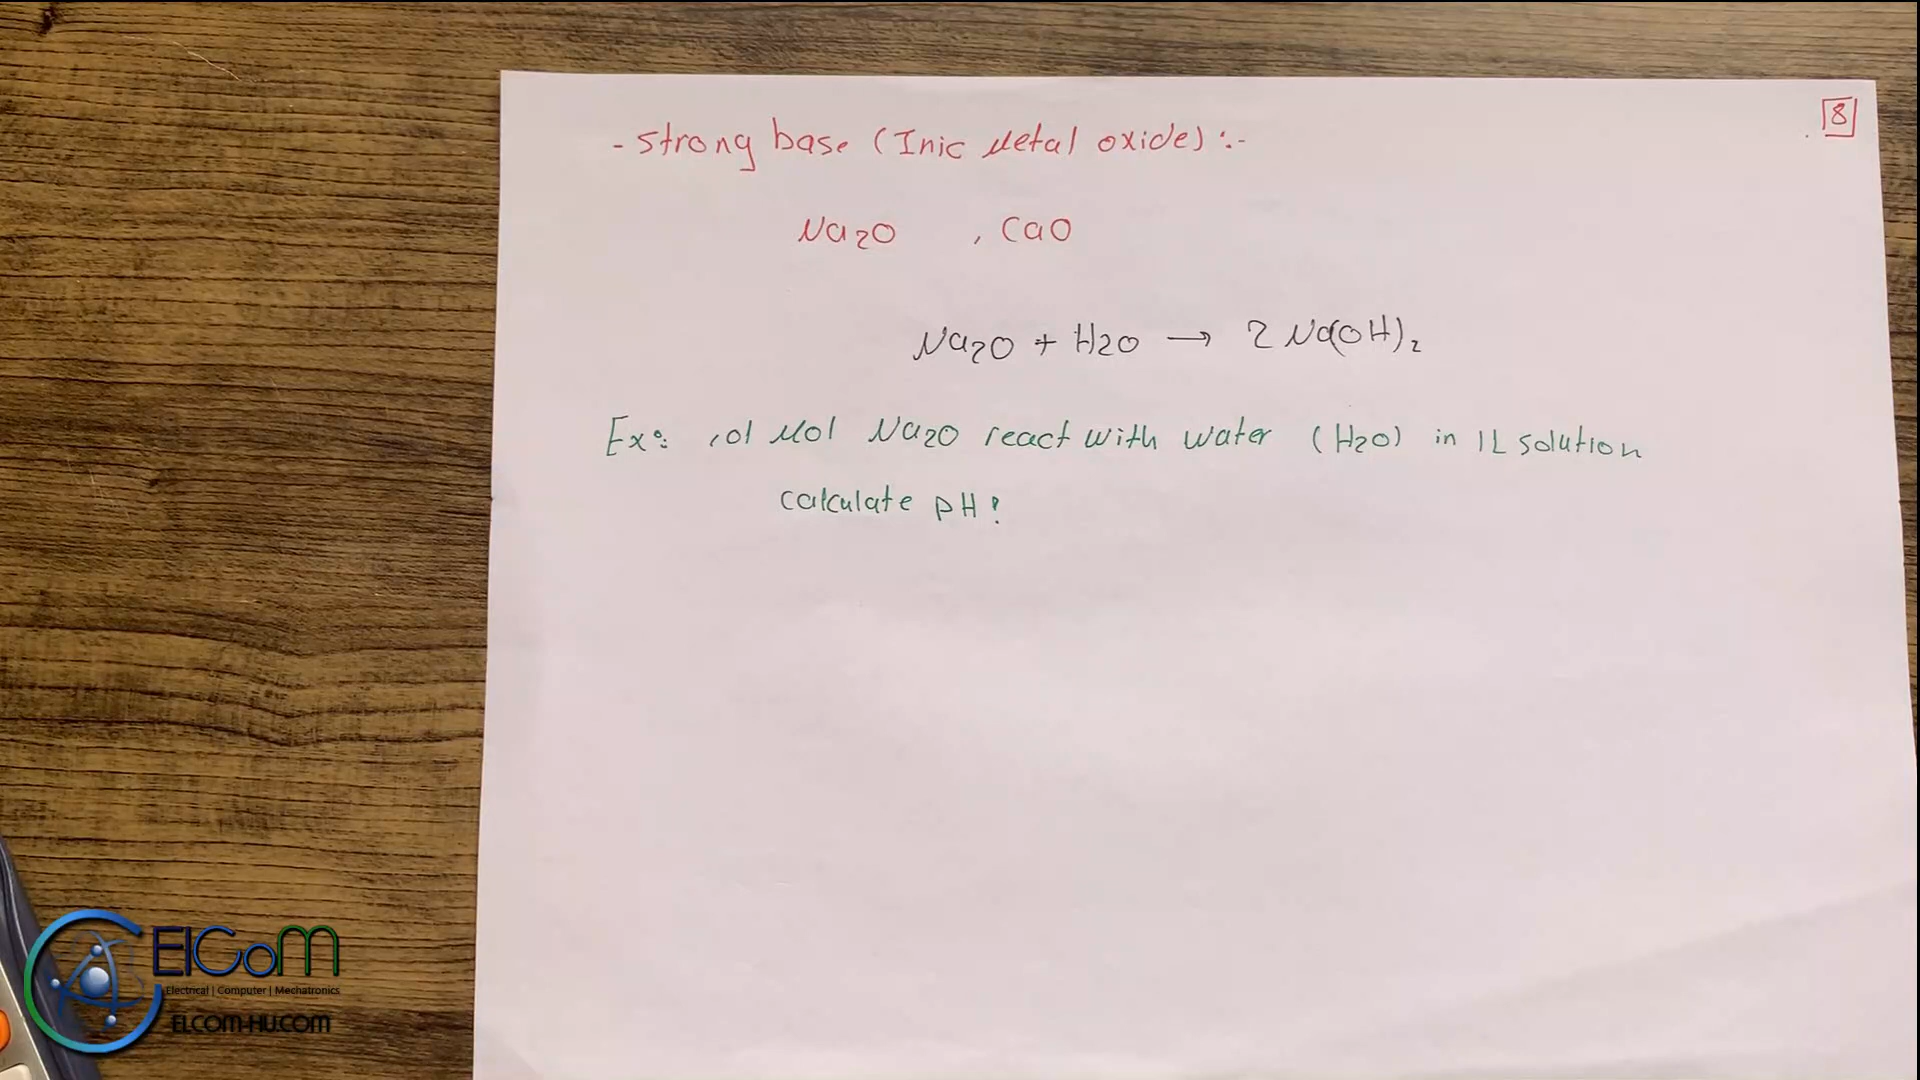 8
- strong base (Inic Metal oxide) :-
Na2O , CaO
Na2O + H2O → 2 Na(OH)2
Ex: .01 Mol Na2O react with water (H2O) in 1L solution
calculate pH!
ElCoM
Electrical | Computer | Mechatronics
ELCOM-HU.COM